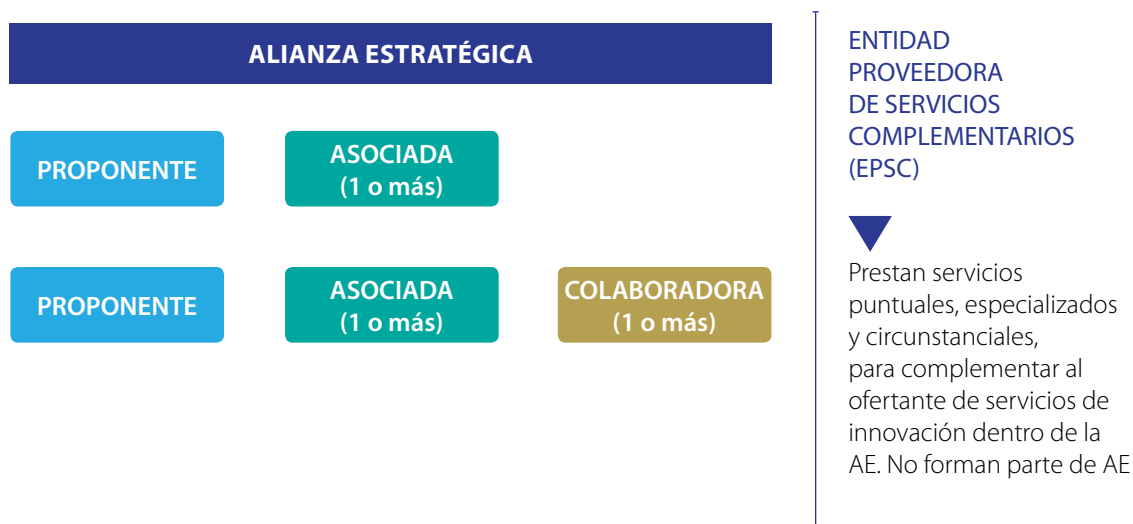 ALIANZA ESTRATÉGICA
PROPONENTE
ASOCIADA
(1 o más)
PROPONENTE
ASOCIADA
(1 o más)
COLABORADORA
(1 o más)
ENTIDAD
PROVEEDORA
DE SERVICIOS
COMPLEMENTARIOS
(EPSC)
Prestan servicios
puntuales, especializados
y circunstanciales,
para complementar al
ofertante de servicios de
innovación dentro de la
AE. No forman parte de AE